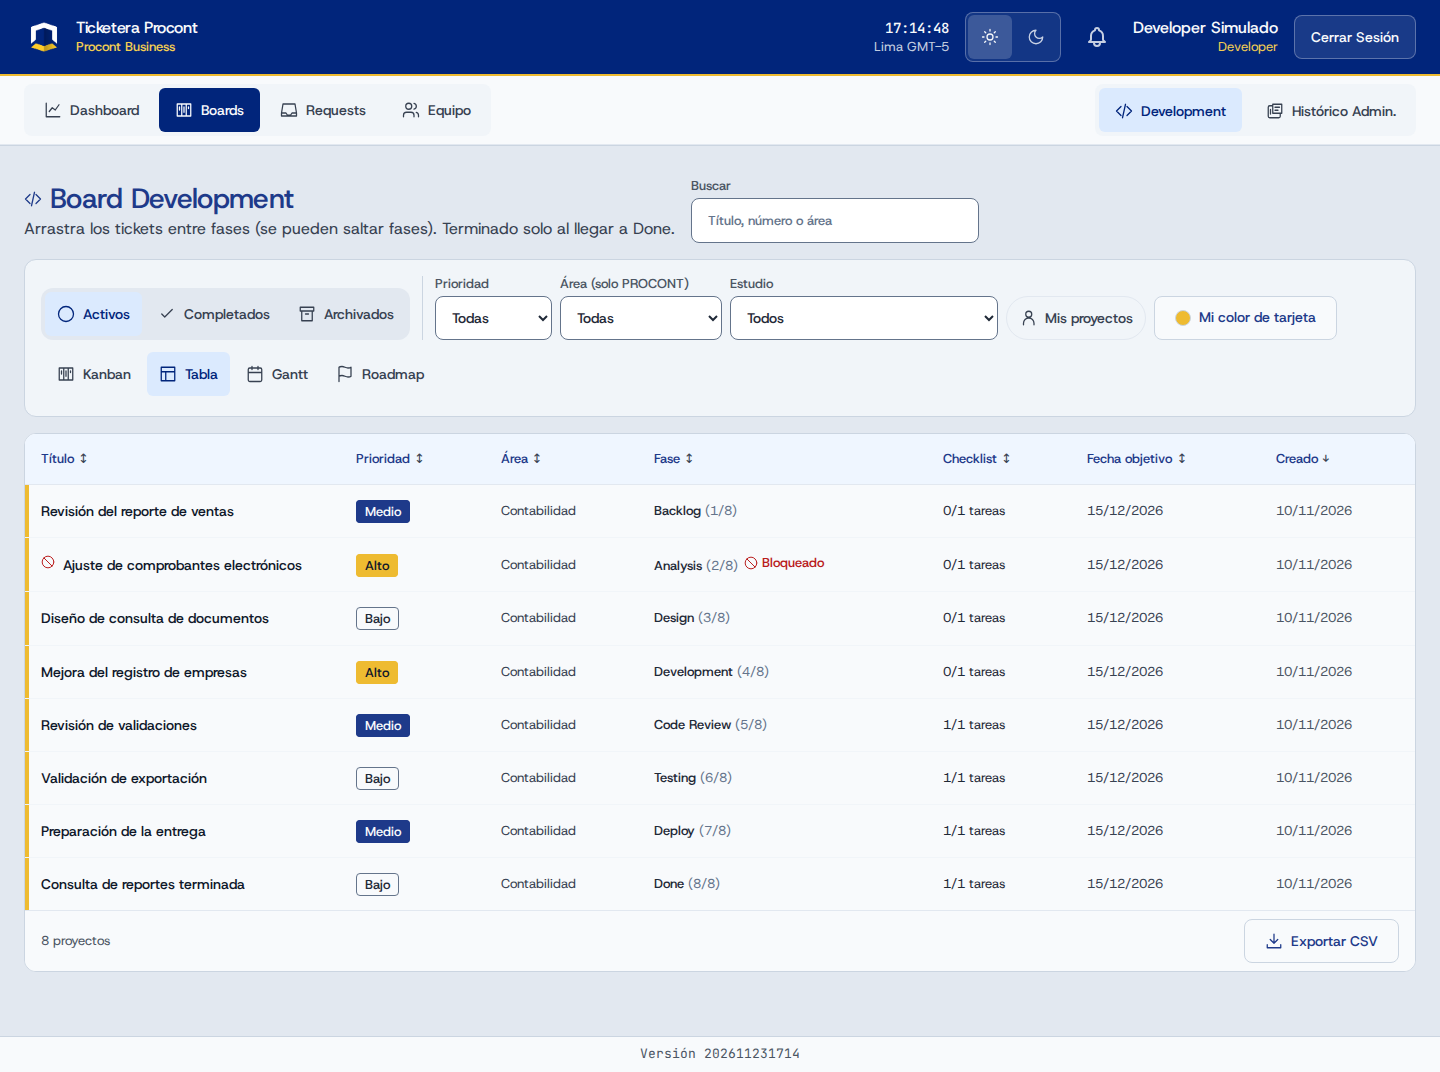 Ticketera Procont
Procont Business
17:14:48
Lima GMT-5
Developer Simulado
Developer
Cerrar Sesión
Dashboard
Boards
Requests
Equipo
Development
Histórico Admin.
Board Development
Arrastra los tickets entre fases (se pueden saltar fases). Terminado solo al llegar a Done.
Buscar
Título, número o área
Activos
Completados
Archivados
Prioridad
Todas
Área (solo PROCONT)
Todas
Estudio
Todos
Mis proyectos
Mi color de tarjeta
Kanban
Tabla
Gantt
Roadmap
Título ↕ Prioridad ↕ Área ↕ Fase ↕ Checklist ↕ Fecha objetivo ↕ Creado ↓
Revisión del reporte de ventas Medio Contabilidad Backlog (1/8) 0/1 tareas 15/12/2026 10/11/2026
Ajuste de comprobantes electrónicos Alto Contabilidad Analysis (2/8) Bloqueado 0/1 tareas 15/12/2026 10/11/2026
Diseño de consulta de documentos Bajo Contabilidad Design (3/8) 0/1 tareas 15/12/2026 10/11/2026
Mejora del registro de empresas Alto Contabilidad Development (4/8) 0/1 tareas 15/12/2026 10/11/2026
Revisión de validaciones Medio Contabilidad Code Review (5/8) 1/1 tareas 15/12/2026 10/11/2026
Validación de exportación Bajo Contabilidad Testing (6/8) 1/1 tareas 15/12/2026 10/11/2026
Preparación de la entrega Medio Contabilidad Deploy (7/8) 1/1 tareas 15/12/2026 10/11/2026
Consulta de reportes terminada Bajo Contabilidad Done (8/8) 1/1 tareas 15/12/2026 10/11/2026
8 proyectos
Exportar CSV
Versión 202611231714